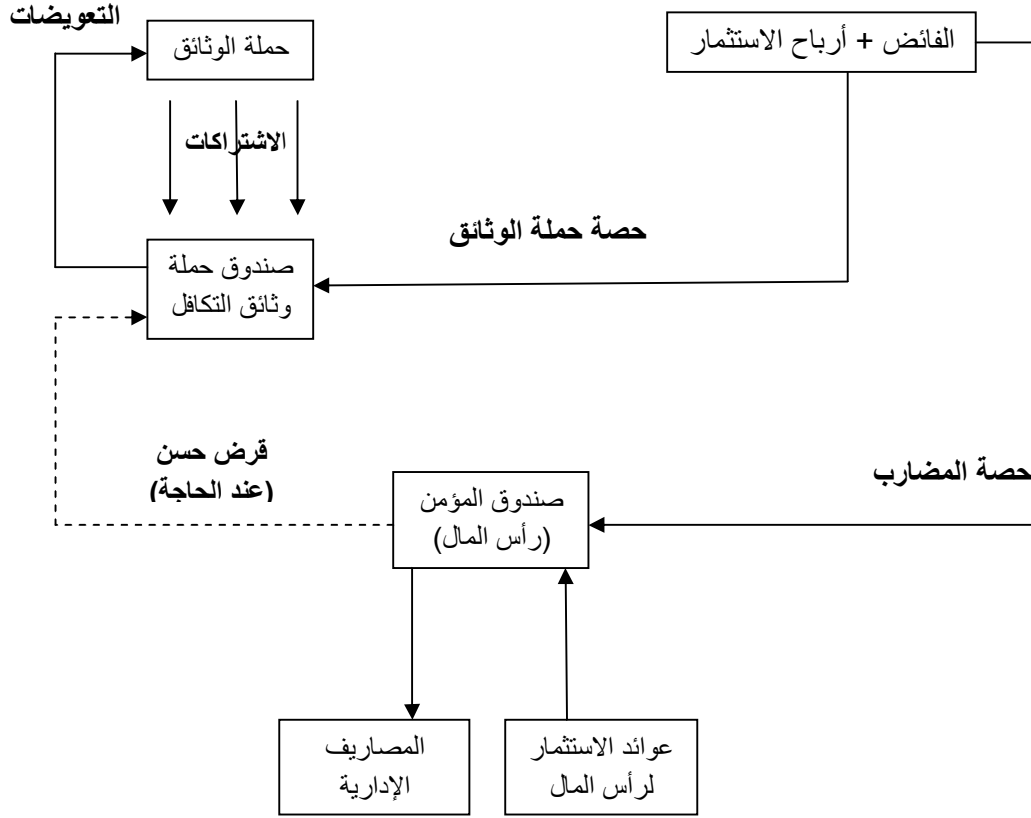 التعويضات
حملة الوثائق
الفائض + أرباح الاستثمار
الاشتراكات
حصة حملة الوثائق
صندوق حملة
وثائق التكافل
قرض حسن
(عند الحاجة)
حصة المضارب
صندوق المؤمن
(رأس المال)
المصاريف
الإدارية
عوائد الاستثمار
لرأس المال